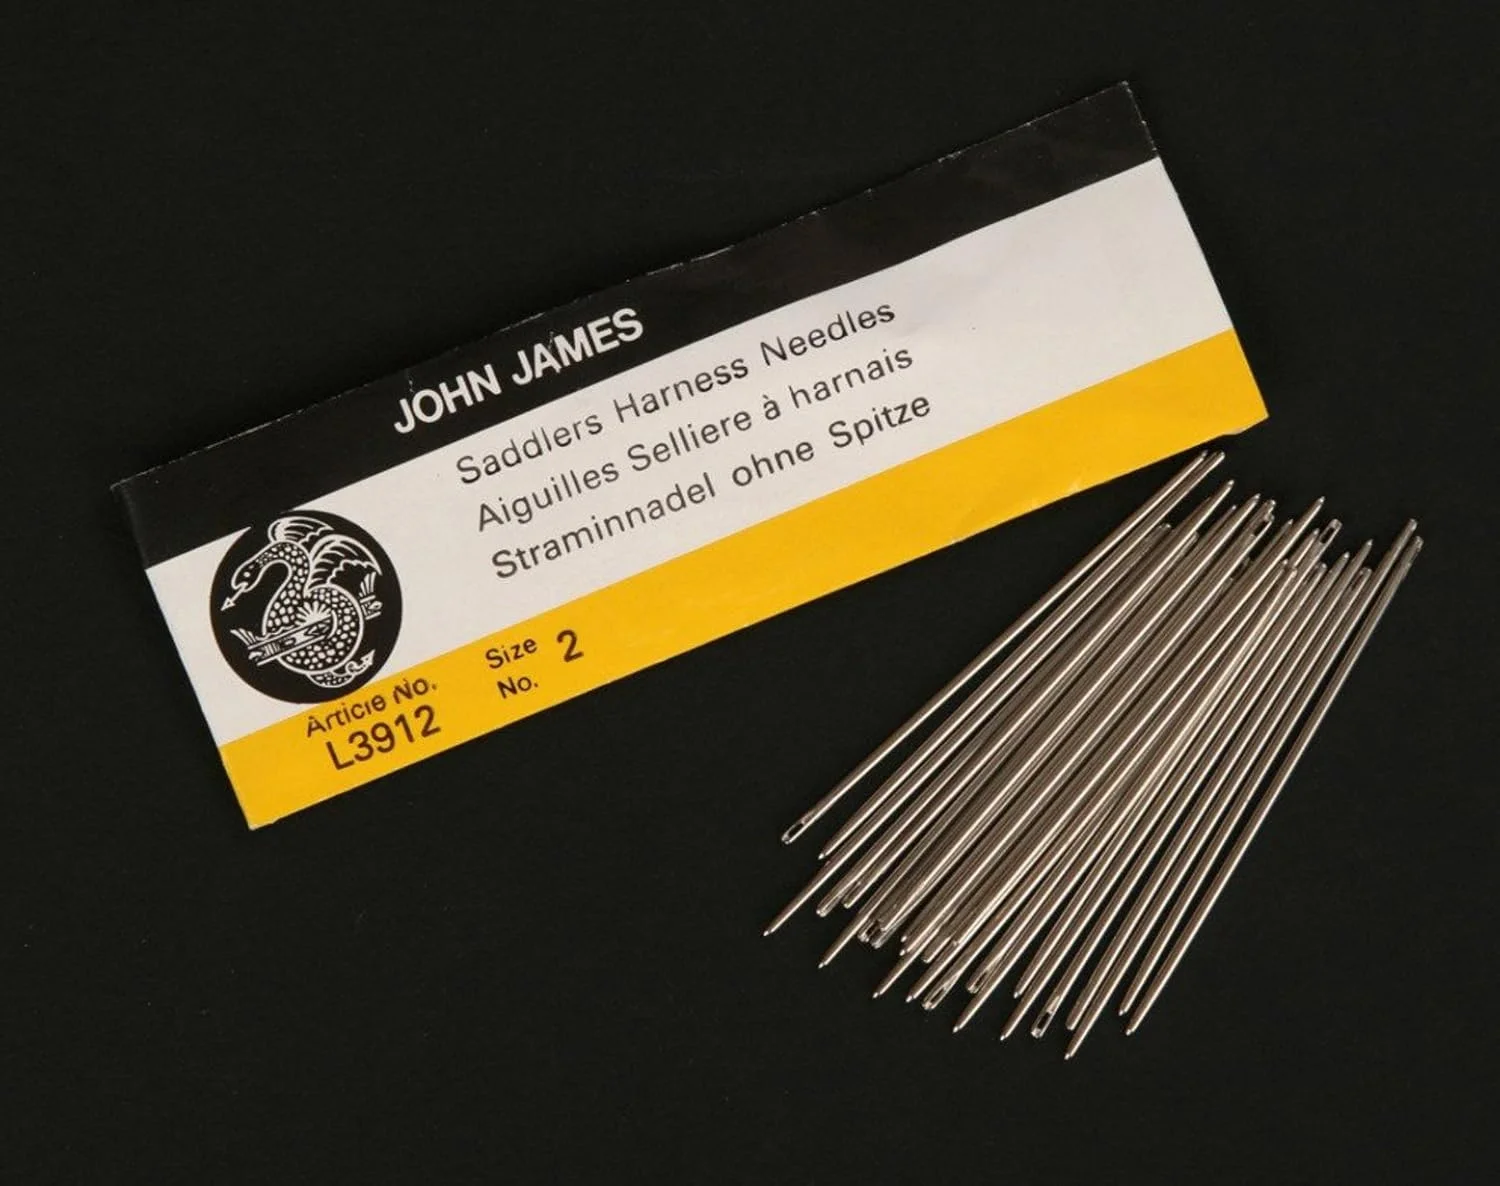 JOHN JAMES
Saddlers Harness Needles
Aiguilles Selliere à harnais
Straminnadel ohne Spitze
Article No.
L3912
Size 2
No.